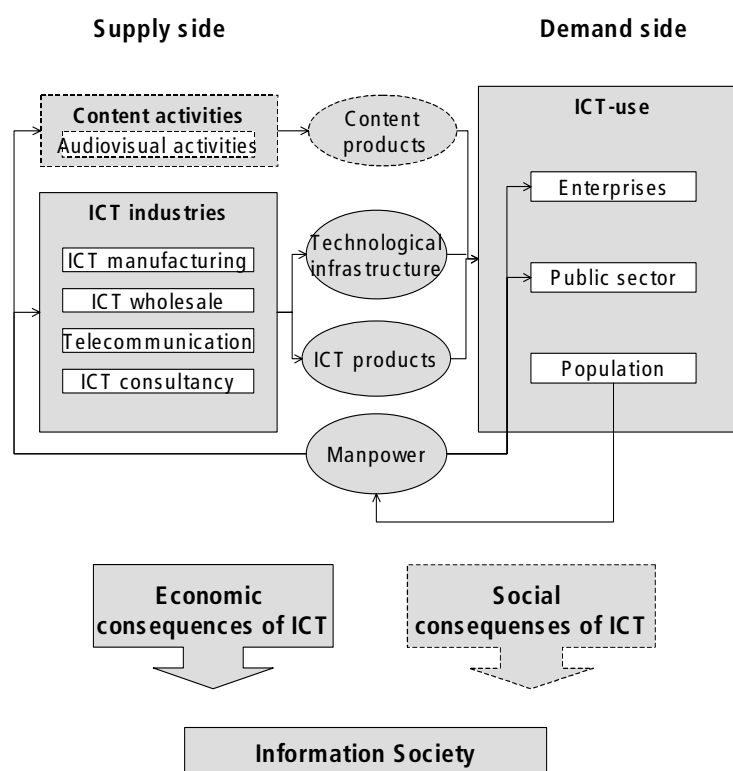 Supply side
Demand side
Content activities
Audiovisual activities
Content
products
ICT-use
Enterprises
Public sector
Population
ICT industries
ICT manufacturing
ICT wholesale
Telecommunication
ICT consultancy
Technological
infrastructure
ICT products
Manpower
Economic
consequences of ICT
Social
consequenses of ICT
Information Society